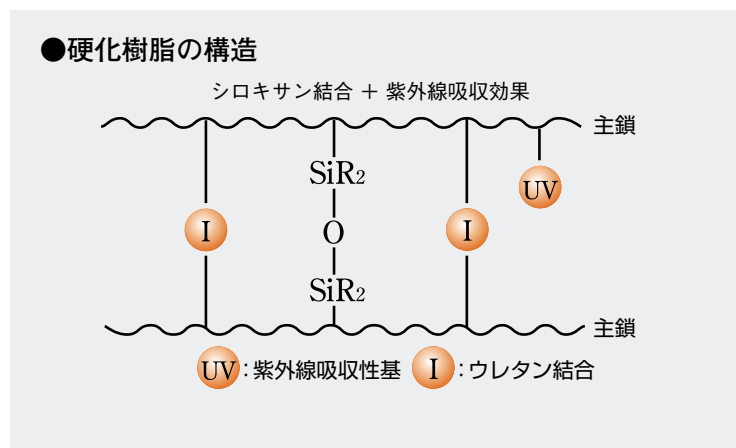 ●硬化樹脂の構造
シロキサン結合 + 紫外線吸収効果
主鎖
SiR2
UV
I
O
I
SiR2
主鎖
UV:紫外線吸収性基 I:ウレタン結合